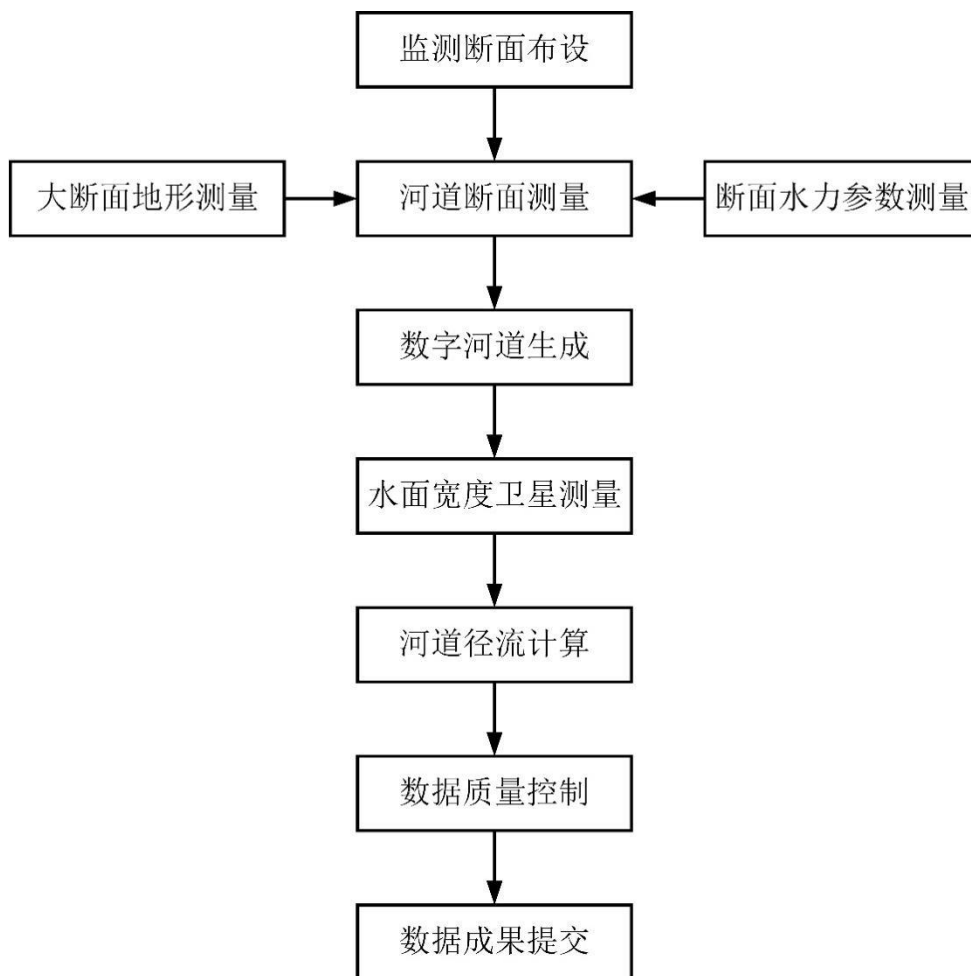 监测断面布设
大断面地形测量
河道断面测量
断面水力参数测量
数字河道生成
水面宽度卫星测量
河道径流计算
数据质量控制
数据成果提交